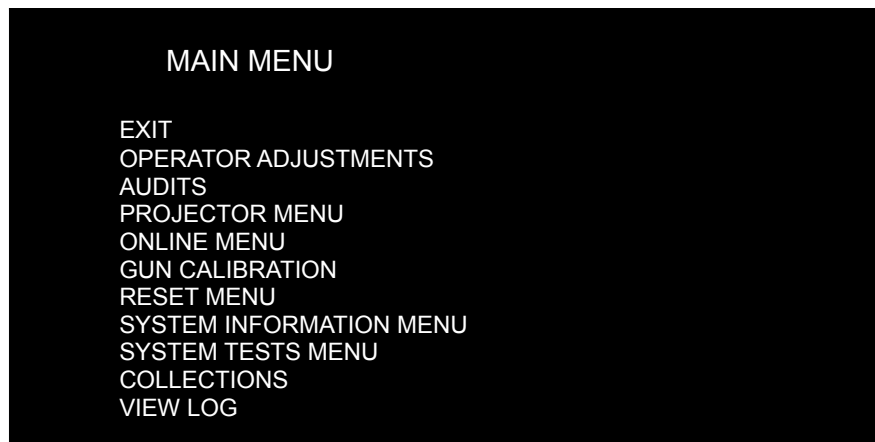 MAIN MENU
EXIT
OPERATOR ADJUSTMENTS
AUDITS
PROJECTOR MENU
ONLINE MENU
GUN CALIBRATION
RESET MENU
SYSTEM INFORMATION MENU
SYSTEM TESTS MENU
COLLECTIONS
VIEW LOG